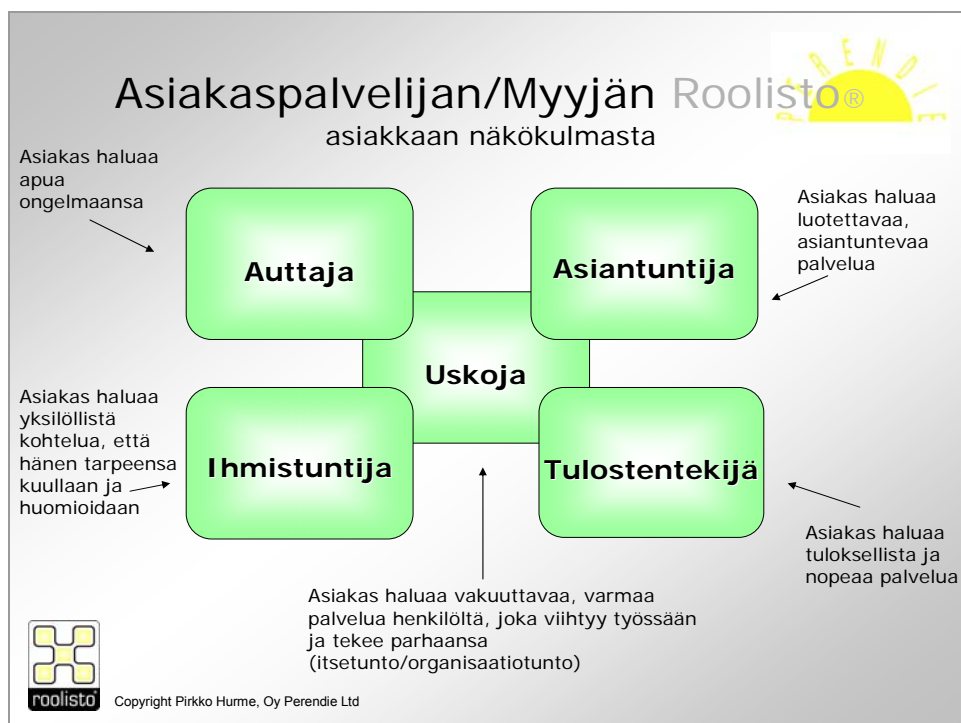 PERENDIE
Asiakaspalvelijan/Myyjän Roolisto®
asiakkaan näkökulmasta
Asiakas haluaa
apua
ongelmaansa
Auttaja
Asiantuntija
Asiakas haluaa
luotettavaa,
asiantuntevaa
palvelua
Uskoja
Asiakas haluaa
yksilöllistä
kohtelua, että
hänen tarpeensa
kuullaan ja
huomioidaan
Ihmistuntija
Tulostentekijä
Asiakas haluaa
tuloksellista ja
nopeaa palvelua
Asiakas haluaa vakuuttavaa, varmaa
palvelua henkilöltä, joka viihtyy työssään
ja tekee parhaansa
(itsetunto/organisaatiotunto)
roolisto®
Copyright Pirkko Hurme, Oy Perendie Ltd